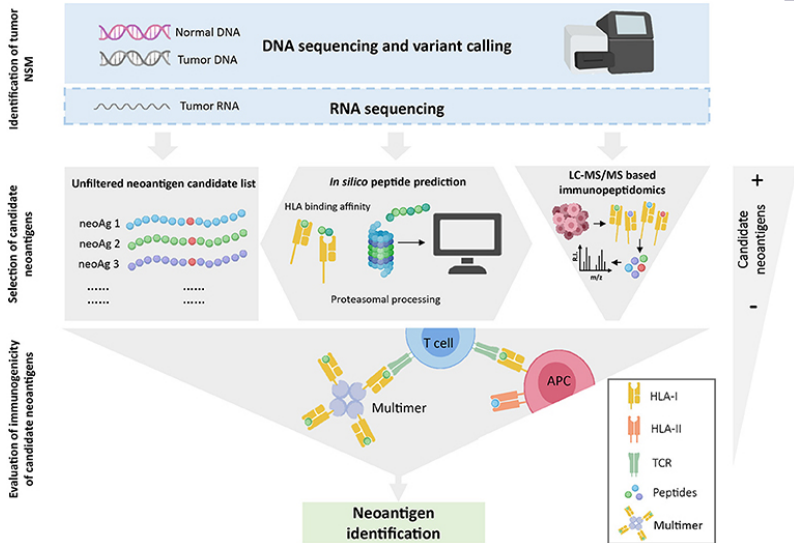 Identification of tumor
NSM
Normal DNA
Tumor DNA
DNA sequencing and variant calling
Tumor RNA
RNA sequencing
Selection of candidate
neoantigens
Unfiltered neoantigen candidate list
neoAg 1
neoAg 2
neoAg 3
...... ......
...... ......
In silico peptide prediction
HLA binding affinity
Proteasomal processing
LC-MS/MS based
immunopeptidomics
R.I.
m/z
+
Candidate
neoantigens
-
Evaluation of immunogenicity
of candidate neoantigens
T cell
APC
Multimer
HLA-I
HLA-II
TCR
Peptides
Multimer
Neoantigen
identification